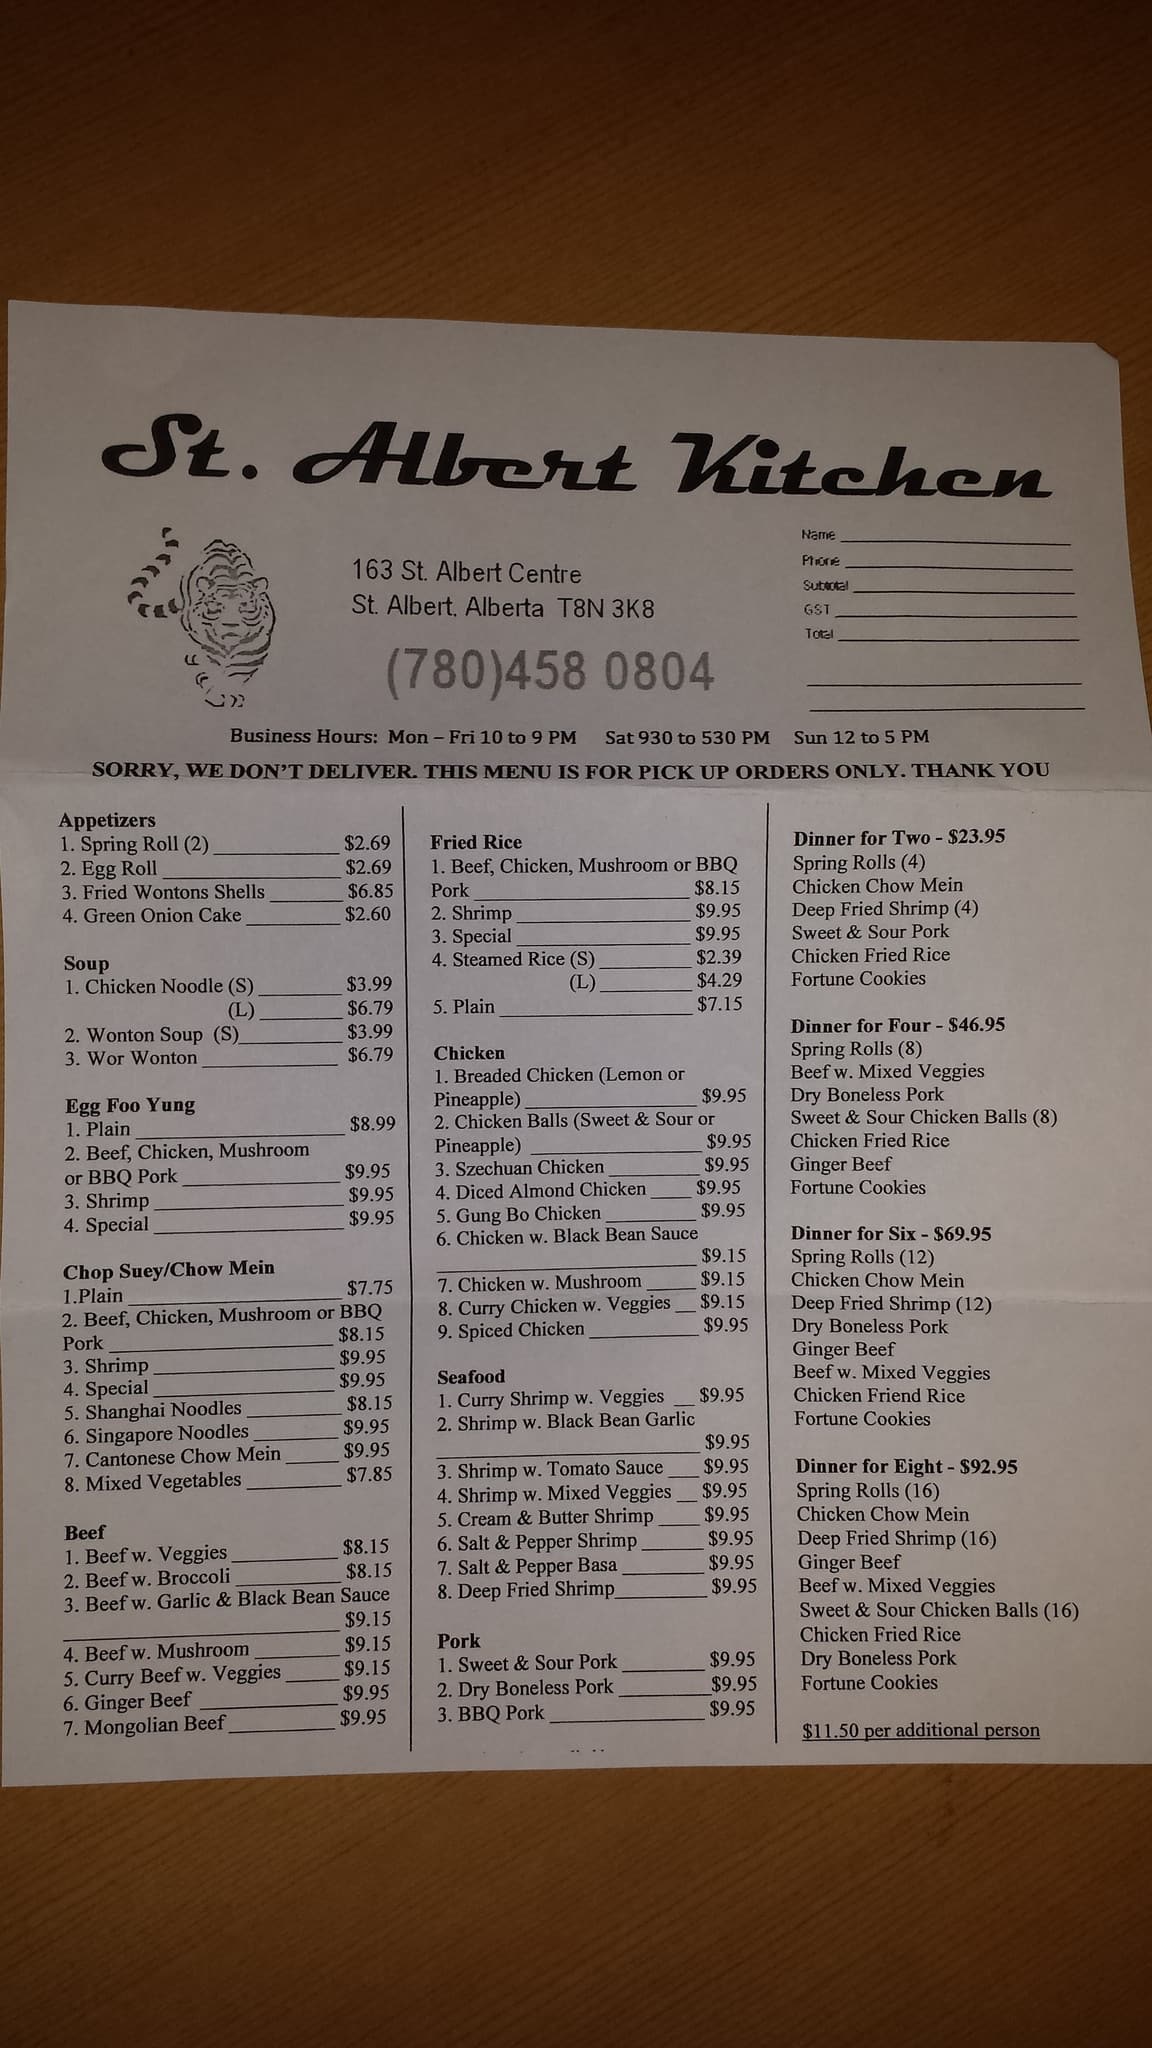 St. Albert Kitchen
163 St. Albert Centre
St. Albert, Alberta T8N 3K8
(780)458 0804
Name
Phone
Subtotal
GST
Total
Business Hours: Mon – Fri 10 to 9 PM Sat 930 to 530 PM Sun 12 to 5 PM
SORRY, WE DON'T DELIVER. THIS MENU IS FOR PICK UP ORDERS ONLY. THANK YOU
Appetizers
1. Spring Roll (2) $2.69
2. Egg Roll $2.69
3. Fried Wontons Shells $6.85
4. Green Onion Cake $2.60
Soup
1. Chicken Noodle (S) $3.99
(L) $6.79
2. Wonton Soup (S) $3.99
3. Wor Wonton $6.79
Egg Foo Yung
1. Plain $8.99
2. Beef, Chicken, Mushroom
or BBQ Pork $9.95
3. Shrimp $9.95
4. Special $9.95
Chop Suey/Chow Mein
1.Plain $7.75
2. Beef, Chicken, Mushroom or BBQ
Pork $8.15
3. Shrimp $9.95
4. Special $9.95
5. Shanghai Noodles $8.15
6. Singapore Noodles $9.95
7. Cantonese Chow Mein $9.95
8. Mixed Vegetables $7.85
Beef
1. Beef w. Veggies $8.15
2. Beef w. Broccoli $8.15
3. Beef w. Garlic & Black Bean Sauce
$9.15
4. Beef w. Mushroom $9.15
5. Curry Beef w. Veggies $9.15
6. Ginger Beef $9.95
7. Mongolian Beef $9.95
Fried Rice
1. Beef, Chicken, Mushroom or BBQ
Pork $8.15
2. Shrimp $9.95
3. Special $9.95
4. Steamed Rice (S) $2.39
(L) $4.29
5. Plain $7.15
Chicken
1. Breaded Chicken (Lemon or
Pineapple) $9.95
2. Chicken Balls (Sweet & Sour or
Pineapple) $9.95
3. Szechuan Chicken $9.95
4. Diced Almond Chicken $9.95
5. Gung Bo Chicken $9.95
6. Chicken w. Black Bean Sauce
$9.15
7. Chicken w. Mushroom $9.15
8. Curry Chicken w. Veggies $9.15
9. Spiced Chicken $9.95
Seafood
1. Curry Shrimp w. Veggies $9.95
2. Shrimp w. Black Bean Garlic
$9.95
3. Shrimp w. Tomato Sauce $9.95
4. Shrimp w. Mixed Veggies $9.95
5. Cream & Butter Shrimp $9.95
6. Salt & Pepper Shrimp $9.95
7. Salt & Pepper Basa $9.95
8. Deep Fried Shrimp $9.95
Pork
1. Sweet & Sour Pork $9.95
2. Dry Boneless Pork $9.95
3. BBQ Pork $9.95
Dinner for Two - $23.95
Spring Rolls (4)
Chicken Chow Mein
Deep Fried Shrimp (4)
Sweet & Sour Pork
Chicken Fried Rice
Fortune Cookies
Dinner for Four - $46.95
Spring Rolls (8)
Beef w. Mixed Veggies
Dry Boneless Pork
Sweet & Sour Chicken Balls (8)
Chicken Fried Rice
Ginger Beef
Fortune Cookies
Dinner for Six - $69.95
Spring Rolls (12)
Chicken Chow Mein
Deep Fried Shrimp (12)
Dry Boneless Pork
Ginger Beef
Beef w. Mixed Veggies
Chicken Friend Rice
Fortune Cookies
Dinner for Eight - $92.95
Spring Rolls (16)
Chicken Chow Mein
Deep Fried Shrimp (16)
Ginger Beef
Beef w. Mixed Veggies
Sweet & Sour Chicken Balls (16)
Chicken Fried Rice
Dry Boneless Pork
Fortune Cookies
$11.50 per additional person